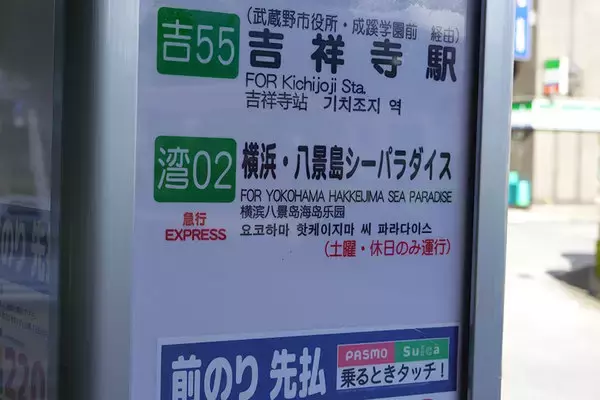 吉55
(武蔵野市役所・成蹊学園前 経由)
吉祥寺駅
FOR Kichijoji Sta.
吉祥寺站 기치조지 역
湾02
急行
EXPRESS
横浜・八景島シーパラダイス
FOR YOKOHAMA HAKKEIJIMA SEA PARADISE
横滨八景岛海岛乐园
요코하마 핫케이지마 씨 파라다이스
(土曜・休日のみ運行)
前のり 先払
PASMO Suica
乗るときタッチ!
のり 先
220